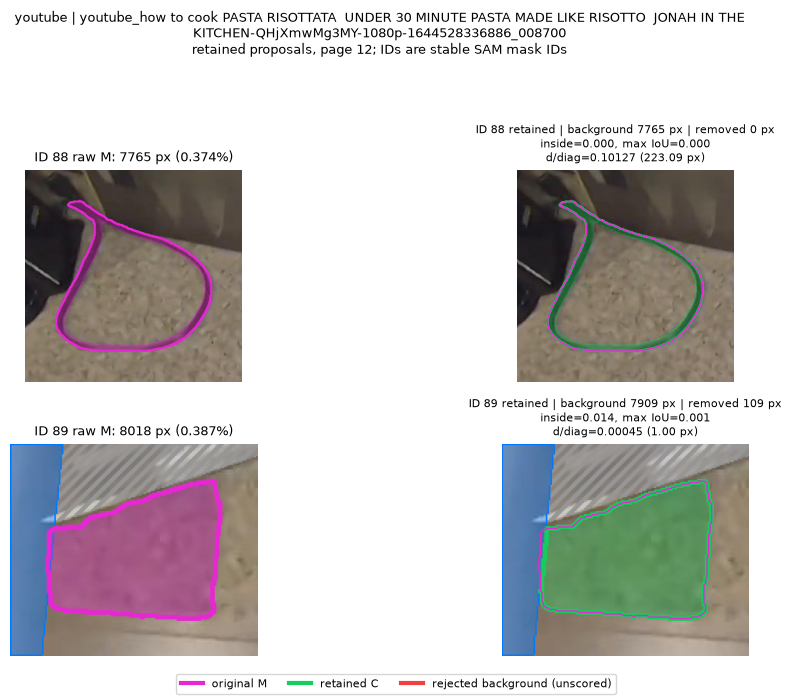 youtube | youtube_how to cook PASTA RISOTTATA  UNDER 30 MINUTE PASTA MADE LIKE RISOTTO  JONAH IN THE
KITCHEN-QHjXmwMg3MY-1080p-1644528336886_008700
retained proposals, page 12; IDs are stable SAM mask IDs
ID 88 raw M: 7765 px (0.374%)
ID 88 retained | background 7765 px | removed 0 px
inside=0.000, max IoU=0.000
d/diag=0.10127 (223.09 px)
ID 89 raw M: 8018 px (0.387%)
ID 89 retained | background 7909 px | removed 109 px
inside=0.014, max IoU=0.001
d/diag=0.00045 (1.00 px)
original M
retained C
rejected background (unscored)